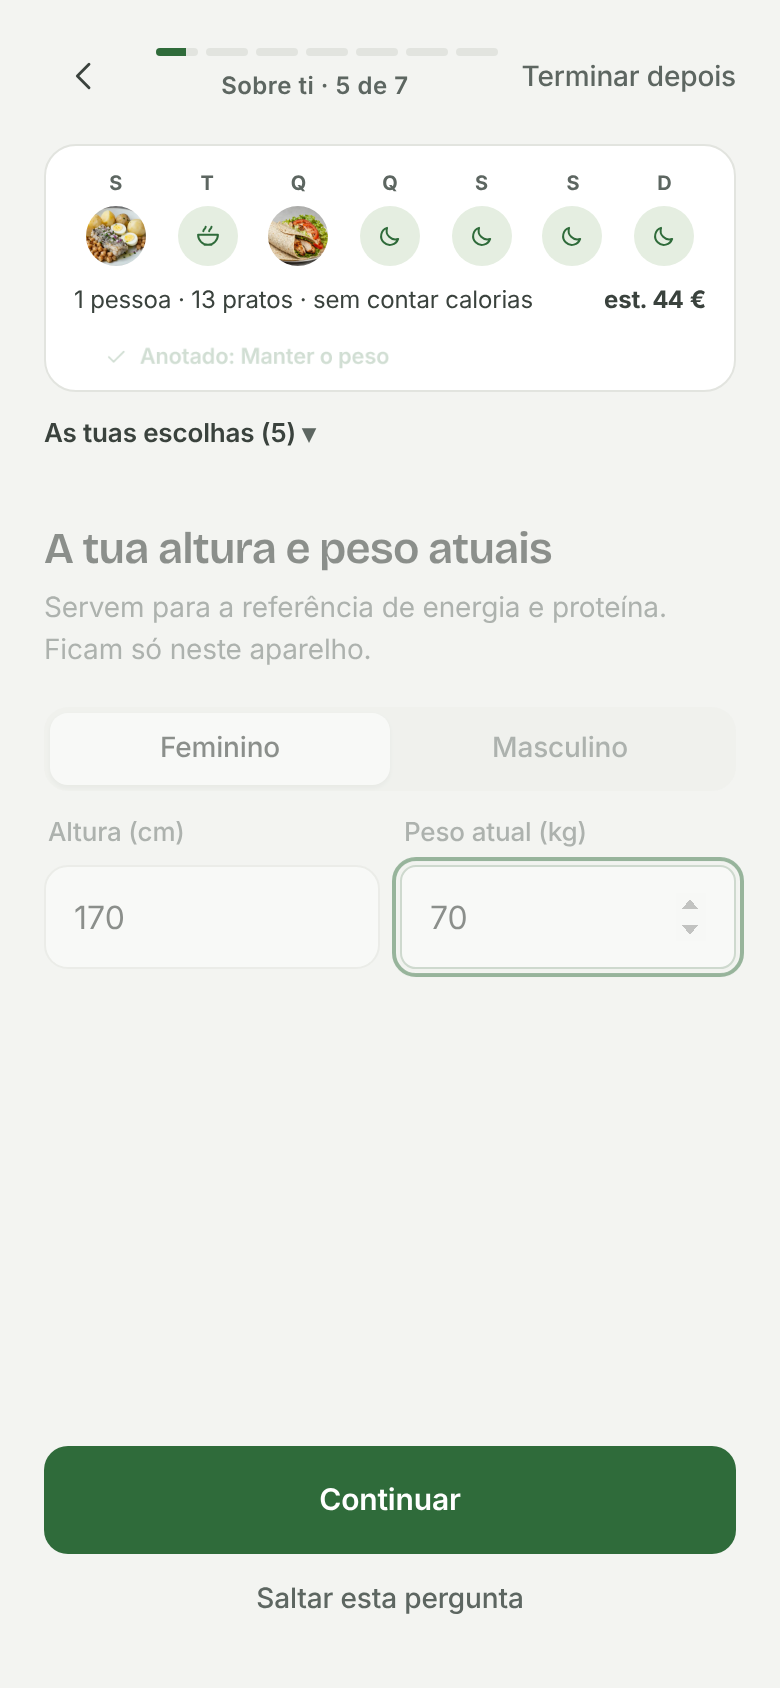 Sobre ti · 5 de 7
Terminar depois
S T Q Q S S D
1 pessoa · 13 pratos · sem contar calorias est. 44 €
Anotado: Manter o peso
As tuas escolhas (5) ▾
A tua altura e peso atuais
Servem para a referência de energia e proteína.
Ficam só neste aparelho.
Feminino Masculino
Altura (cm) Peso atual (kg)
170 70
Continuar
Saltar esta pergunta